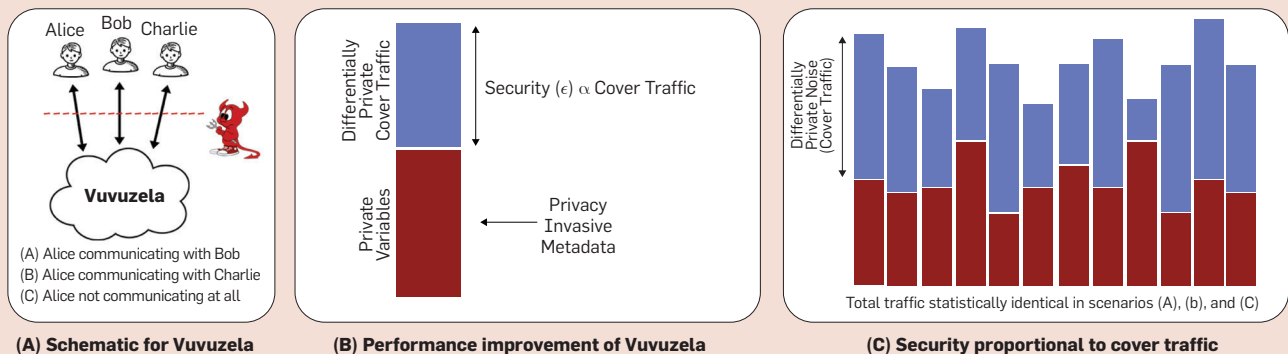 Alice
Bob
Charlie
Vuvuzela
(A) Alice communicating with Bob
(B) Alice communicating with Charlie
(C) Alice not communicating at all
(A) Schematic for Vuvuzela
Differentially
Private
Cover Traffic
Security (ϵ) α Cover Traffic
Private
Variables
Privacy
Invasive
Metadata
(B) Performance improvement of Vuvuzela
Differentially
Private Noise
(Cover Traffic)
Total traffic statistically identical in scenarios (A), (b), and (C)
(C) Security proportional to cover traffic